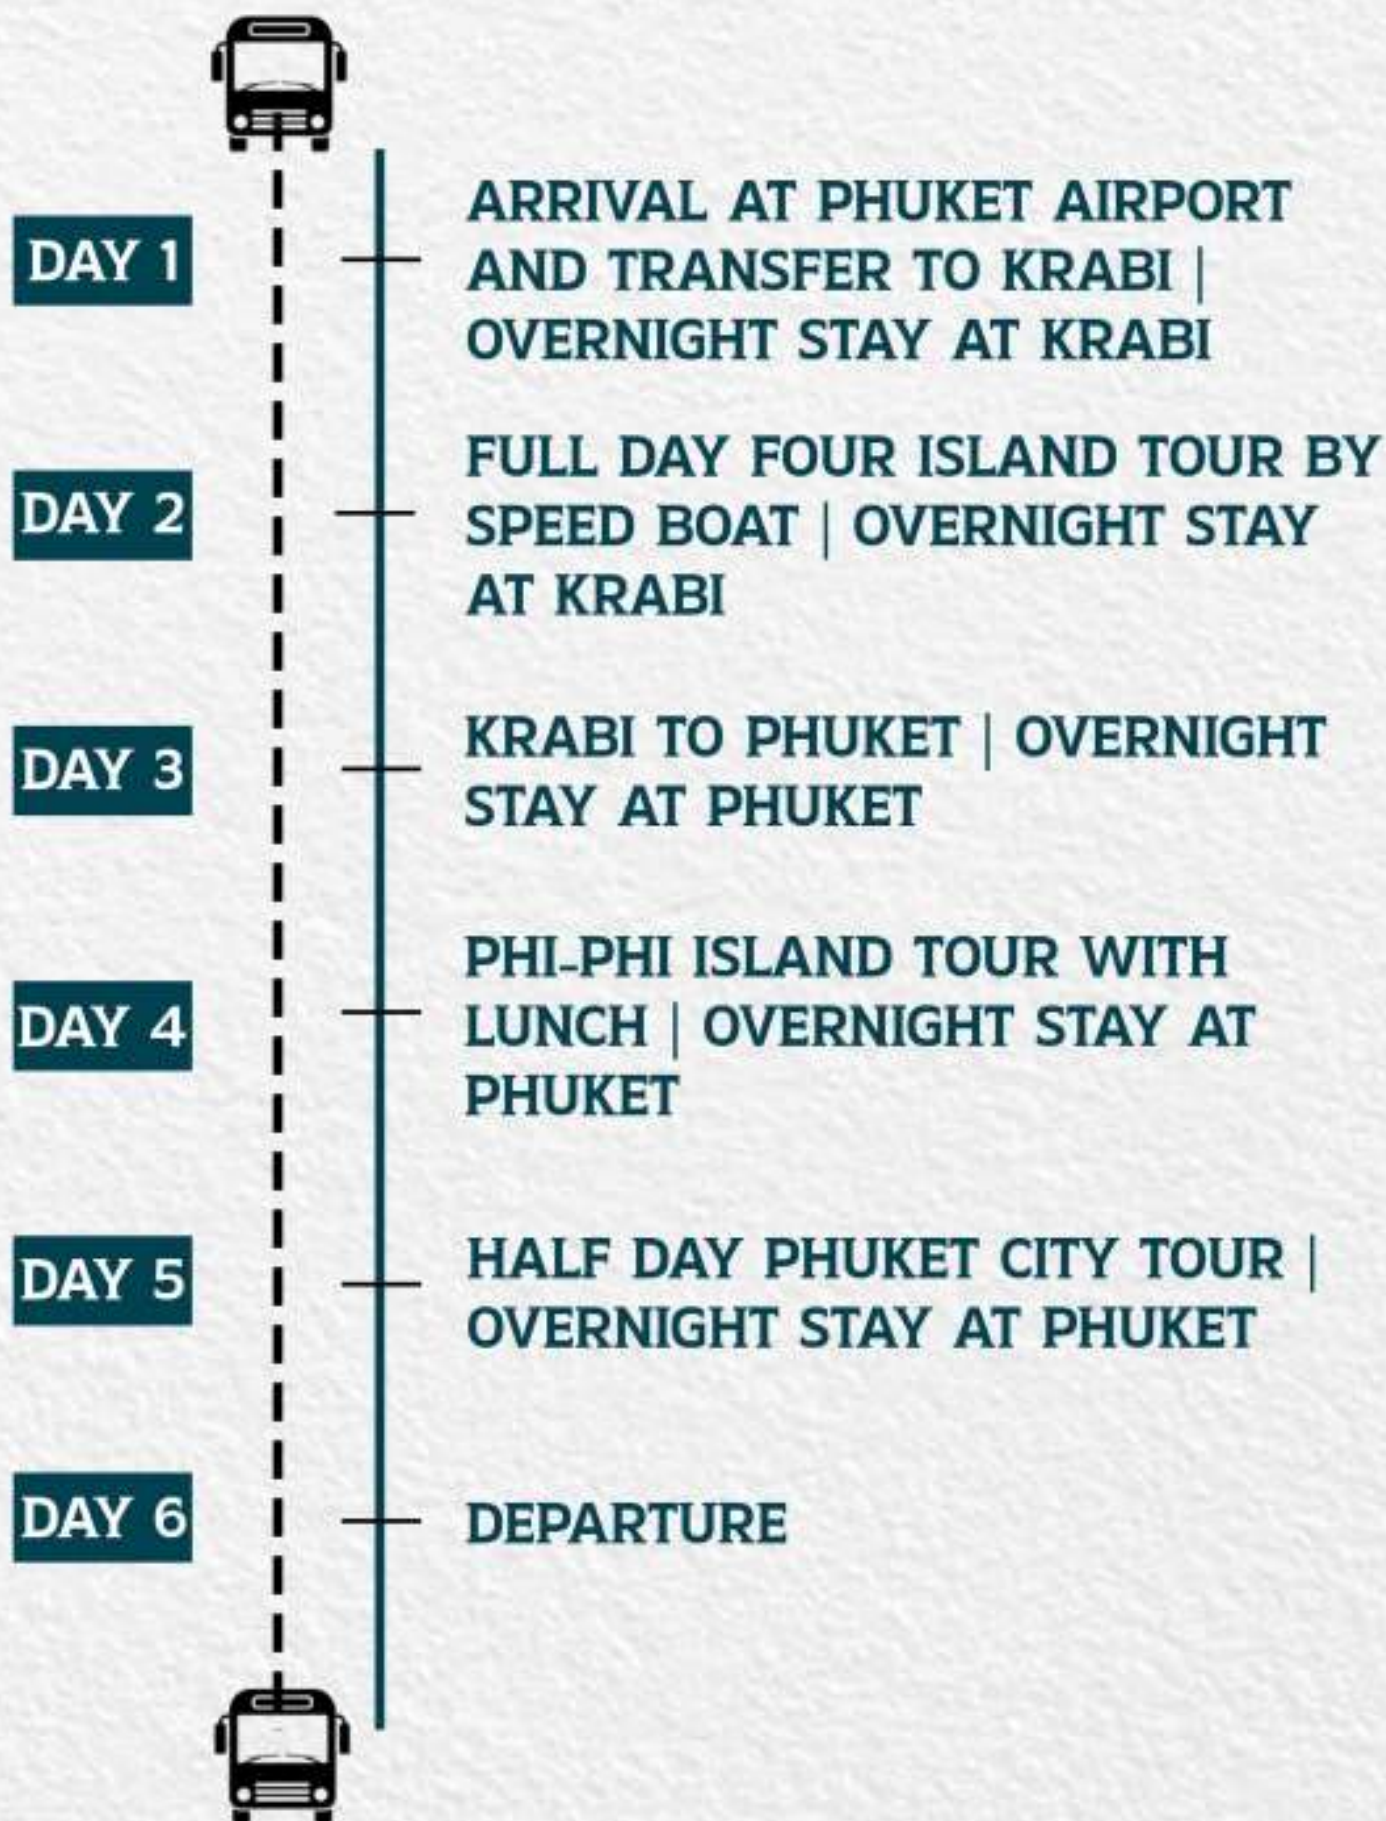 DAY 1
ARRIVAL AT PHUKET AIRPORT
AND TRANSFER TO KRABI |
OVERNIGHT STAY AT KRABI
DAY 2
FULL DAY FOUR ISLAND TOUR BY
SPEED BOAT | OVERNIGHT STAY
AT KRABI
DAY 3
KRABI TO PHUKET | OVERNIGHT
STAY AT PHUKET
DAY 4
PHI-PHI ISLAND TOUR WITH
LUNCH | OVERNIGHT STAY AT
PHUKET
DAY 5
HALF DAY PHUKET CITY TOUR |
OVERNIGHT STAY AT PHUKET
DAY 6
DEPARTURE